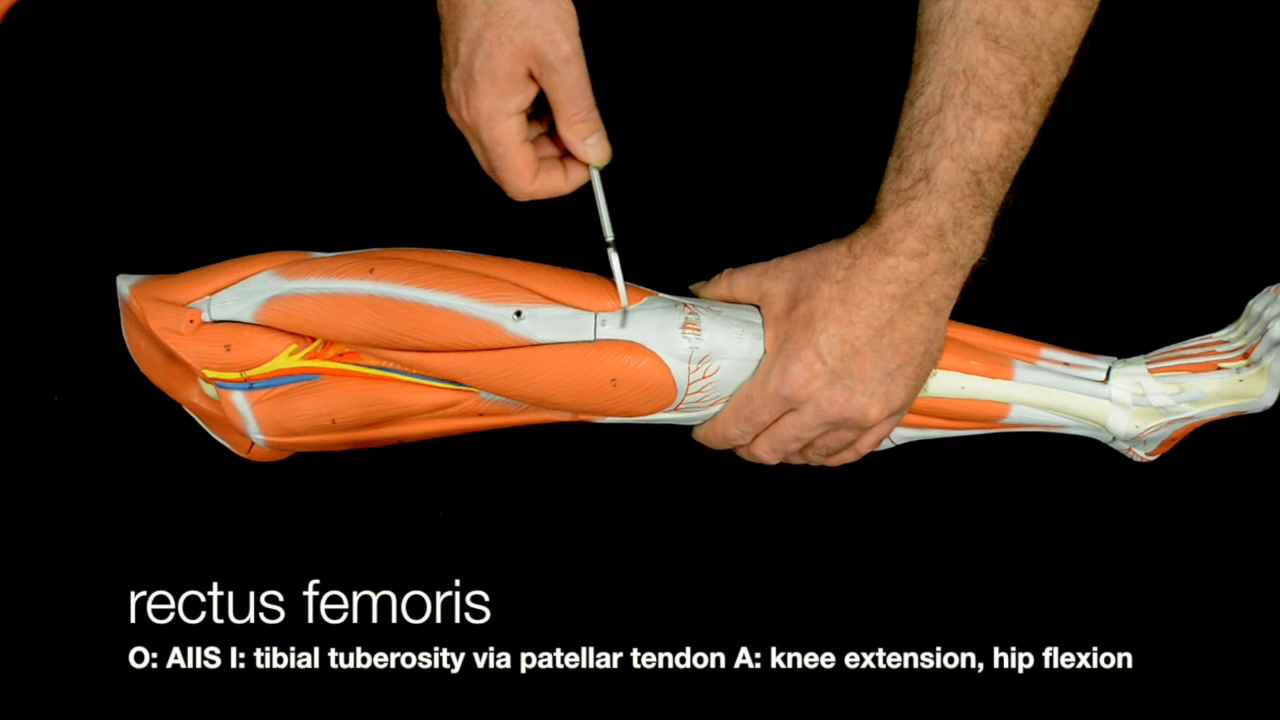 rectus femoris
O: AIIS I: tibial tuberosity via patellar tendon A: knee extension, hip flexion